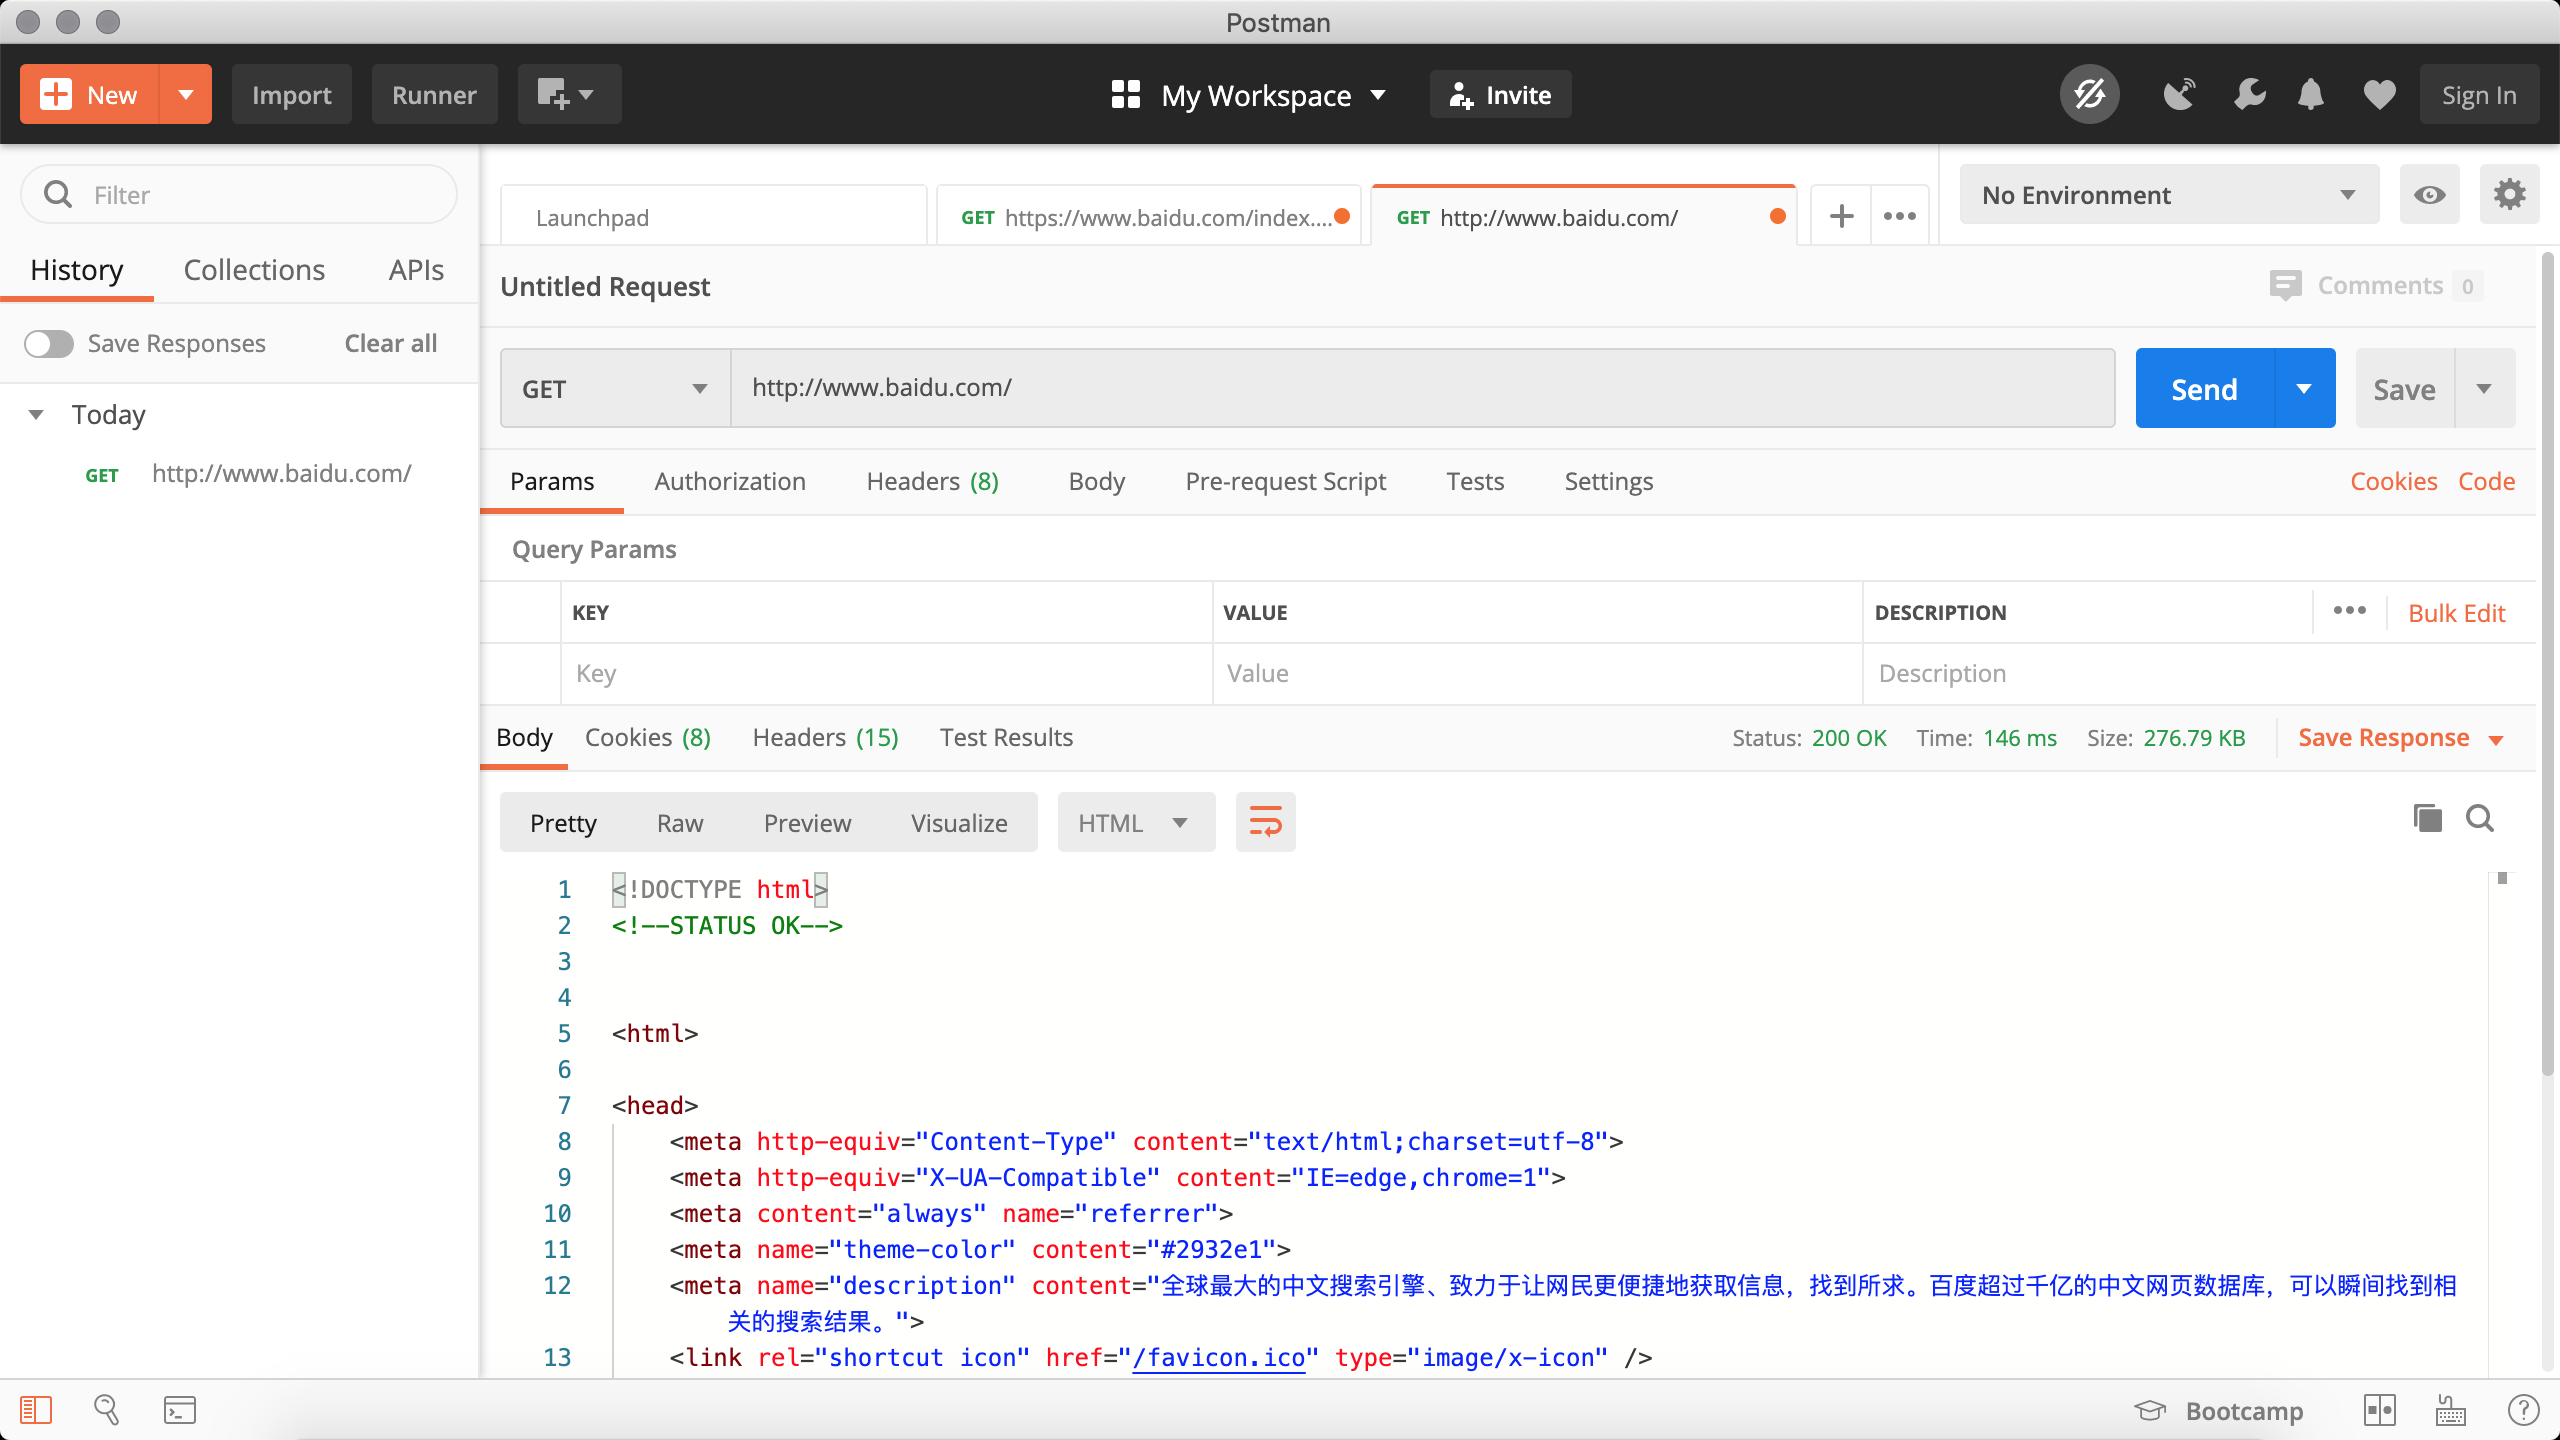 Postman
New
Import
Runner
My Workspace
Invite
Sign In
Filter
History
Collections
APIs
Save Responses
Clear all
Today
GET http://www.baidu.com/
Launchpad
GET https://www.baidu.com/index....
GET http://www.baidu.com/
No Environment
Untitled Request
Comments 0
GET
http://www.baidu.com/
Send
Save
Params
Authorization
Headers (8)
Body
Pre-request Script
Tests
Settings
Cookies
Code
Query Params
KEY
VALUE
DESCRIPTION
Bulk Edit
Key
Value
Description
Body
Cookies (8)
Headers (15)
Test Results
Status: 200 OK
Time: 146 ms
Size: 276.79 KB
Save Response
Pretty
Raw
Preview
Visualize
HTML
1 <!DOCTYPE html>
2 <!--STATUS OK-->
3
4
5 <html>
6
7 <head>
8 <meta http-equiv="Content-Type" content="text/html;charset=utf-8">
9 <meta http-equiv="X-UA-Compatible" content="IE=edge,chrome=1">
10 <meta content="always" name="referrer">
11 <meta name="theme-color" content="#2932e1">
12 <meta name="description" content="全球最大的中文搜索引擎、致力于让网民更便捷地获取信息，找到所求。百度超过千亿的中文网页数据库，可以瞬间找到相
关的搜索结果。">
13 <link rel="shortcut icon" href="/favicon.ico" type="image/x-icon" />
Bootcamp